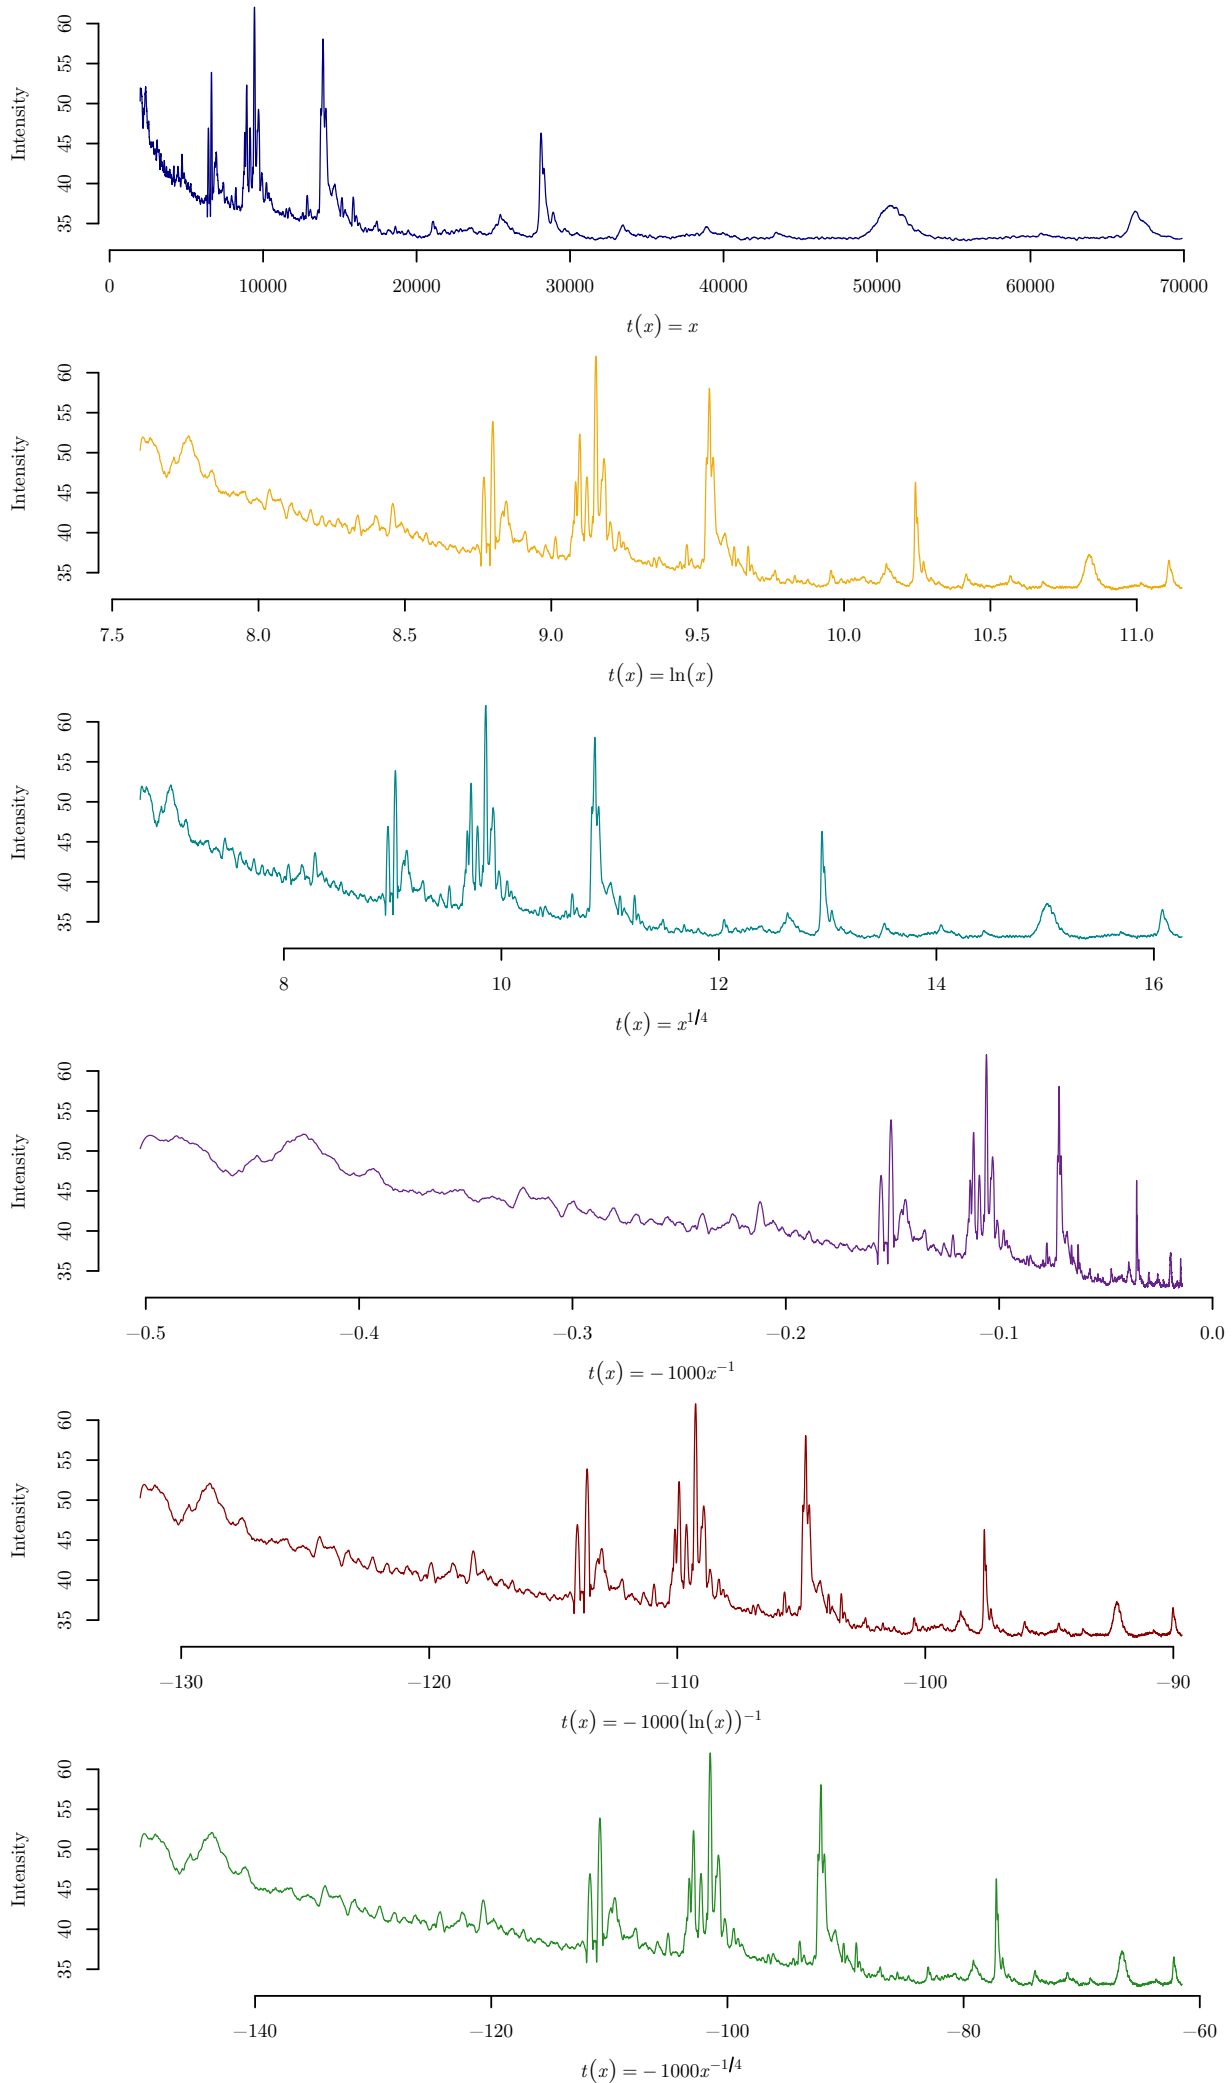 Intensity
35 40 45 50 55 60
0 10000 20000 30000 40000 50000 60000 70000
t(x) = x
Intensity
35 40 45 50 55 60
7.5 8.0 8.5 9.0 9.5 10.0 10.5 11.0
t(x) = ln(x)
Intensity
35 40 45 50 55 60
8 10 12 14 16
t(x) = x^{1/4}
Intensity
35 40 45 50 55 60
−0.5 −0.4 −0.3 −0.2 −0.1 0.0
t(x) = − 1000x^{−1}
Intensity
35 40 45 50 55 60
−130 −120 −110 −100 −90
t(x) = − 1000(ln(x))^{−1}
Intensity
35 40 45 50 55 60
−140 −120 −100 −80 −60
t(x) = − 1000x^{−1/4}